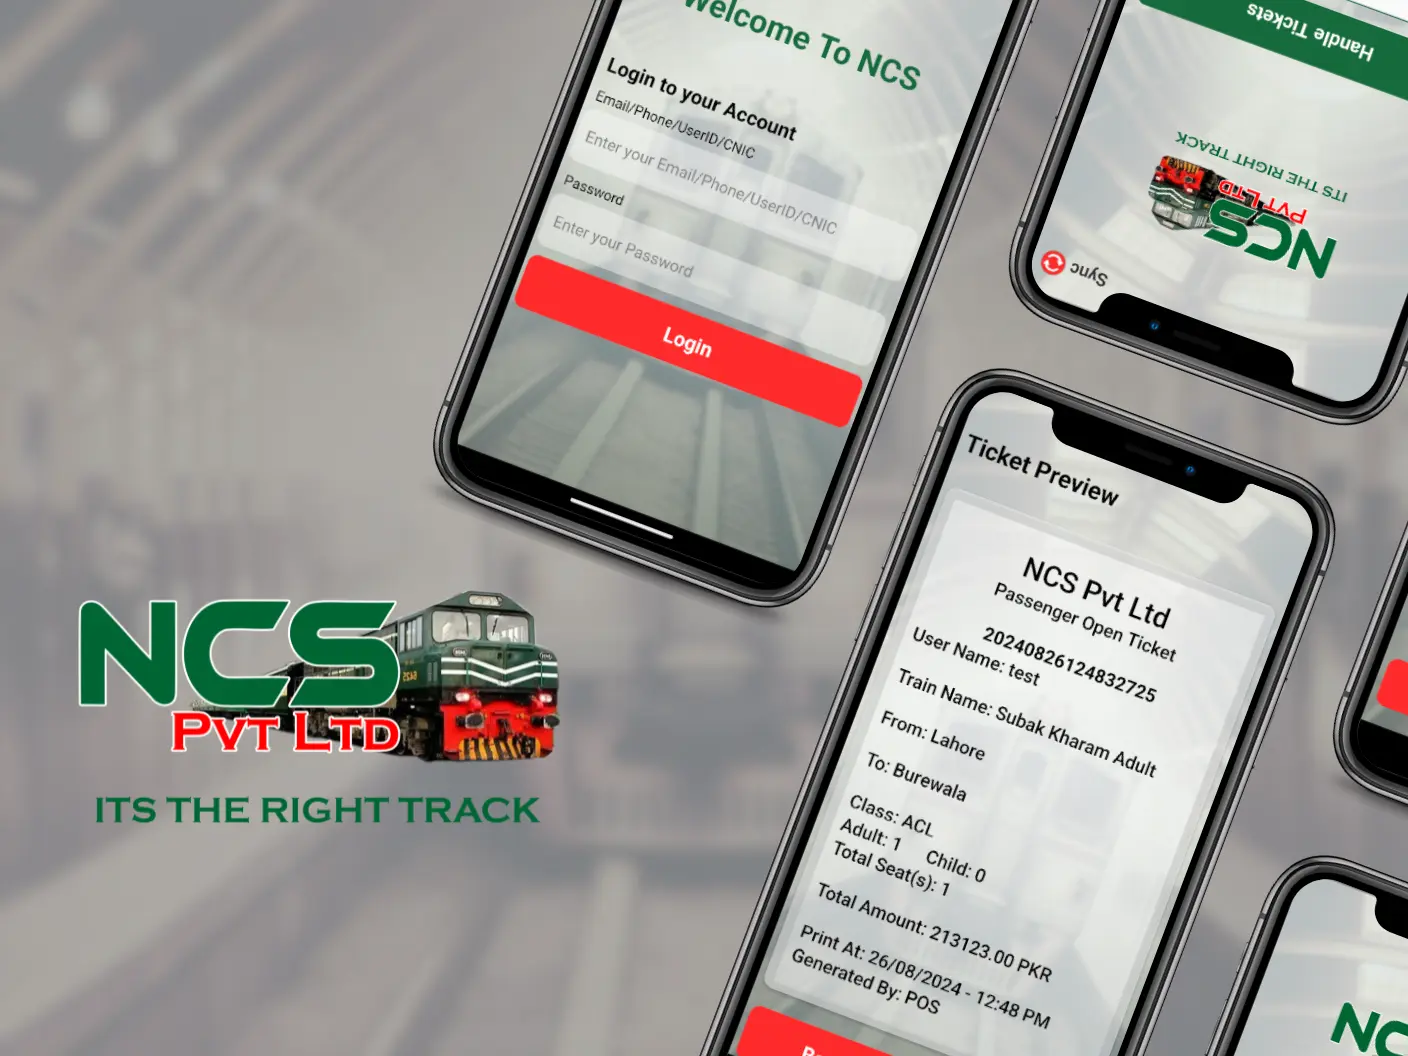 Welcome To NCS
Login to your Account
Email/Phone/UserID/CNIC
Enter your Email/Phone/UserID/CNIC
Password
Enter your Password
Login
Handle Tickets
ITS THE RIGHT TRACK
NCS
PVT LTD
Sync
NCS
PVT LTD
ITS THE RIGHT TRACK
Ticket Preview
NCS Pvt Ltd
Passenger Open Ticket
20240826124832725
User Name: test
Train Name: Subak Kharam Adult
From: Lahore
To: Burewala
Class: ACL
Adult: 1 Child: 0
Total Seat(s): 1
Total Amount: 213123.00 PKR
Print At: 26/08/2024 - 12:48 PM
Generated By: POS